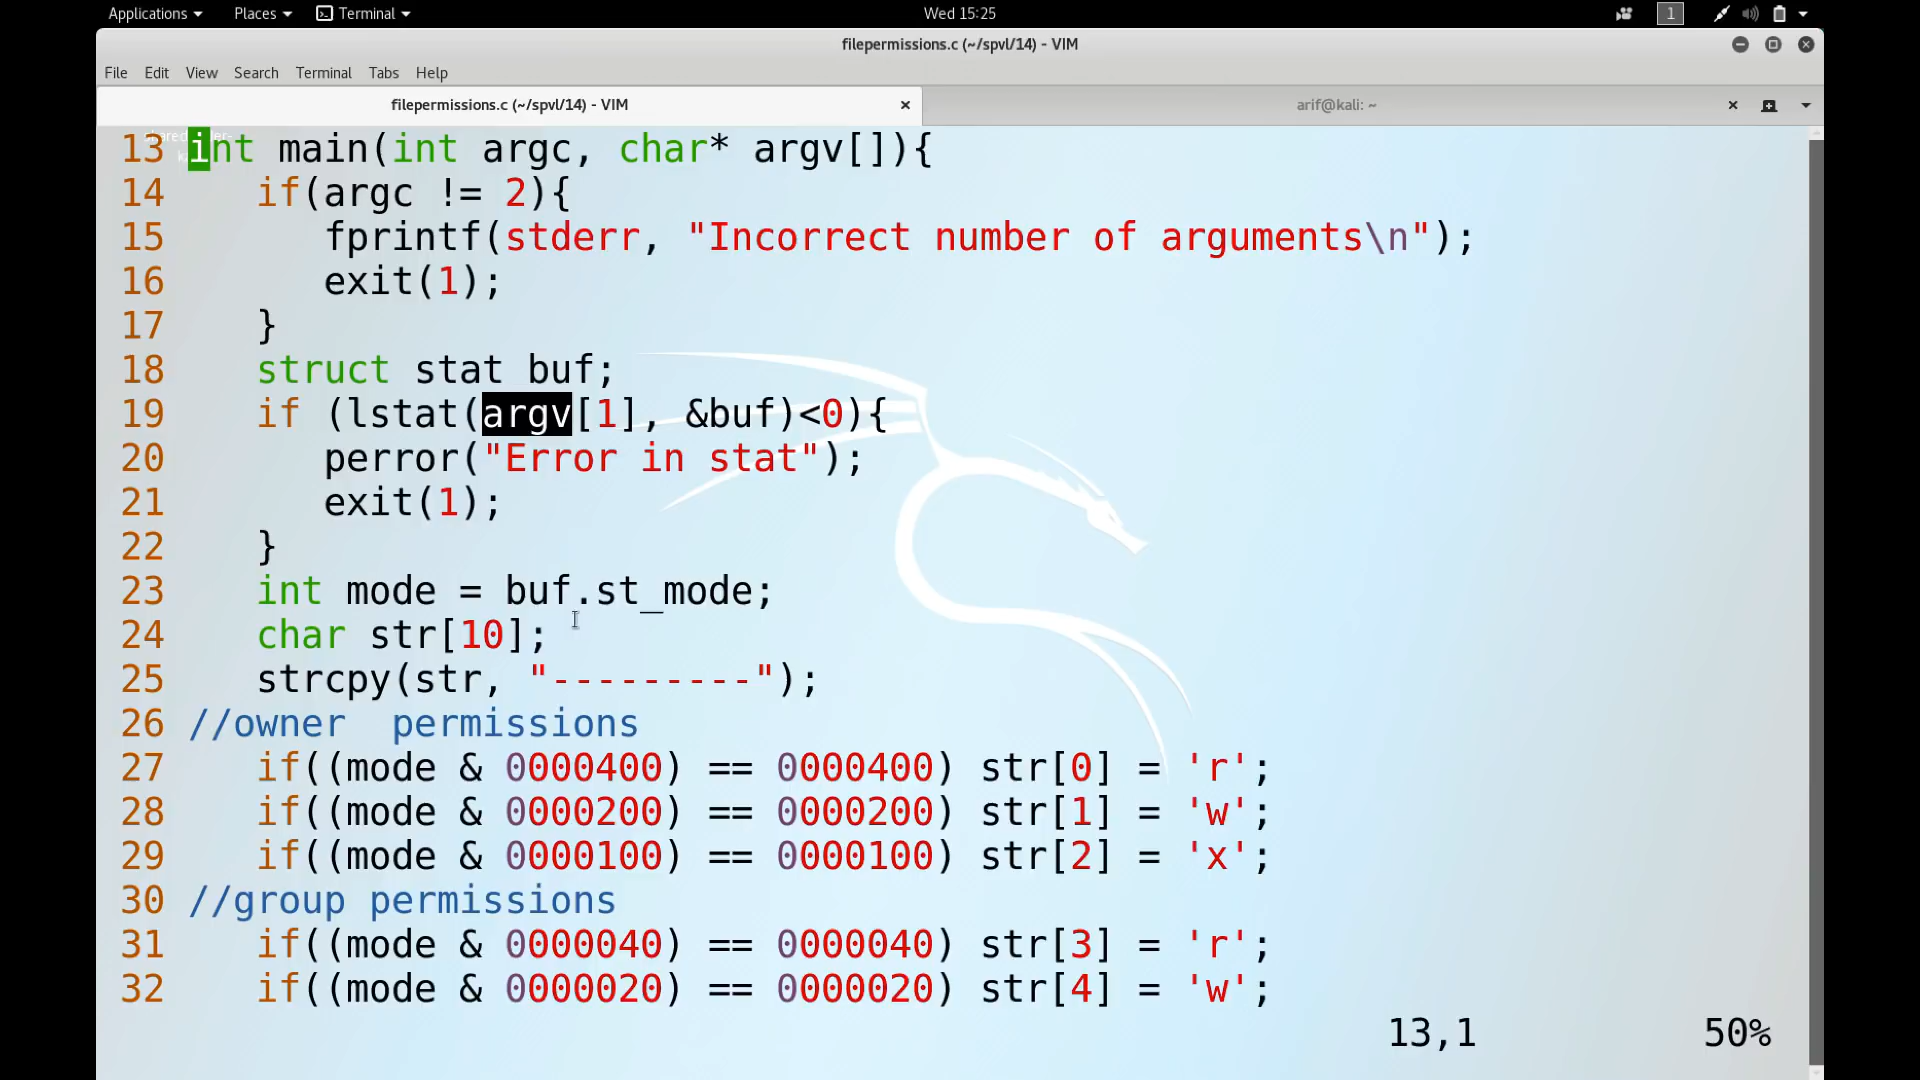 Applications Places Terminal Wed 15:25 1
filepermissions.c (~/spvl/14) - VIM
File Edit View Search Terminal Tabs Help
filepermissions.c (~/spvl/14) - VIM arif@kali: ~
13 int main(int argc, char* argv[]){
14    if(argc != 2){
15       fprintf(stderr, "Incorrect number of arguments\n");
16       exit(1);
17    }
18    struct stat buf;
19    if (lstat(argv[1], &buf)<0){
20       perror("Error in stat");
21       exit(1);
22    }
23    int mode = buf.st_mode;
24    char str[10];
25    strcpy(str, "---------");
26 //owner  permissions
27    if((mode & 0000400) == 0000400) str[0] = 'r';
28    if((mode & 0000200) == 0000200) str[1] = 'w';
29    if((mode & 0000100) == 0000100) str[2] = 'x';
30 //group permissions
31    if((mode & 0000040) == 0000040) str[3] = 'r';
32    if((mode & 0000020) == 0000020) str[4] = 'w';
13,1 50%